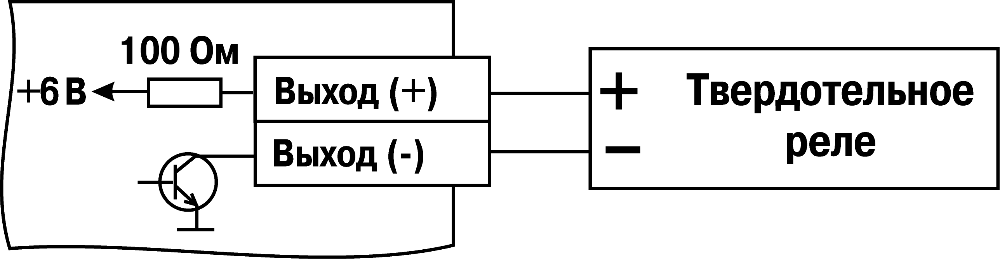 100 Ом
+6 В
Выход (+)
Выход (-)
+ Твердотельное
реле
−